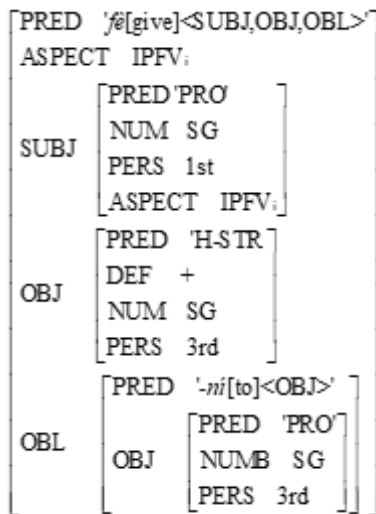 PRED 'fê[give]<SUBJ,OBJ,OBL>'
ASPECT IPFVᵢ
PRED 'PRO'
NUM SG
SUBJ
PERS 1st
ASPECT IPFVᵢ
PRED 'H-STR
DEF +
OBJ
NUM SG
PERS 3rd
PRED '-ni[to]<OBJ>'
PRED 'PRO'
OBL OBJ NUMB SG
PERS 3rd